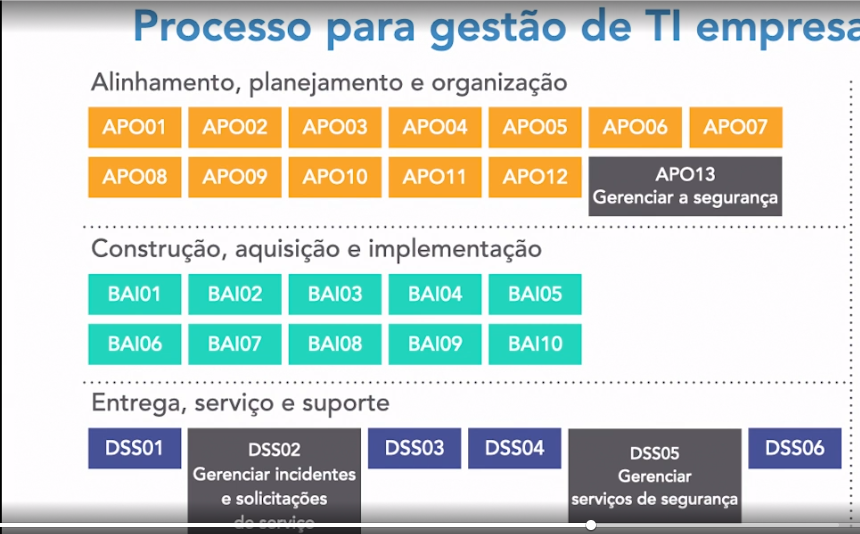 Processo para gestão de TI empresa
Alinhamento, planejamento e organização
APO01 APO02 APO03 APO04 APO05 APO06 APO07
APO08 APO09 APO10 APO11 APO12 APO13
Gerenciar a segurança
Construção, aquisição e implementação
BAI01 BAI02 BAI03 BAI04 BAI05
BAI06 BAI07 BAI08 BAI09 BAI10
Entrega, serviço e suporte
DSS01 DSS02 DSS03 DSS04 DSS05 DSS06
Gerenciar incidentes
e solicitações
de serviço
Gerenciar
serviços de segurança